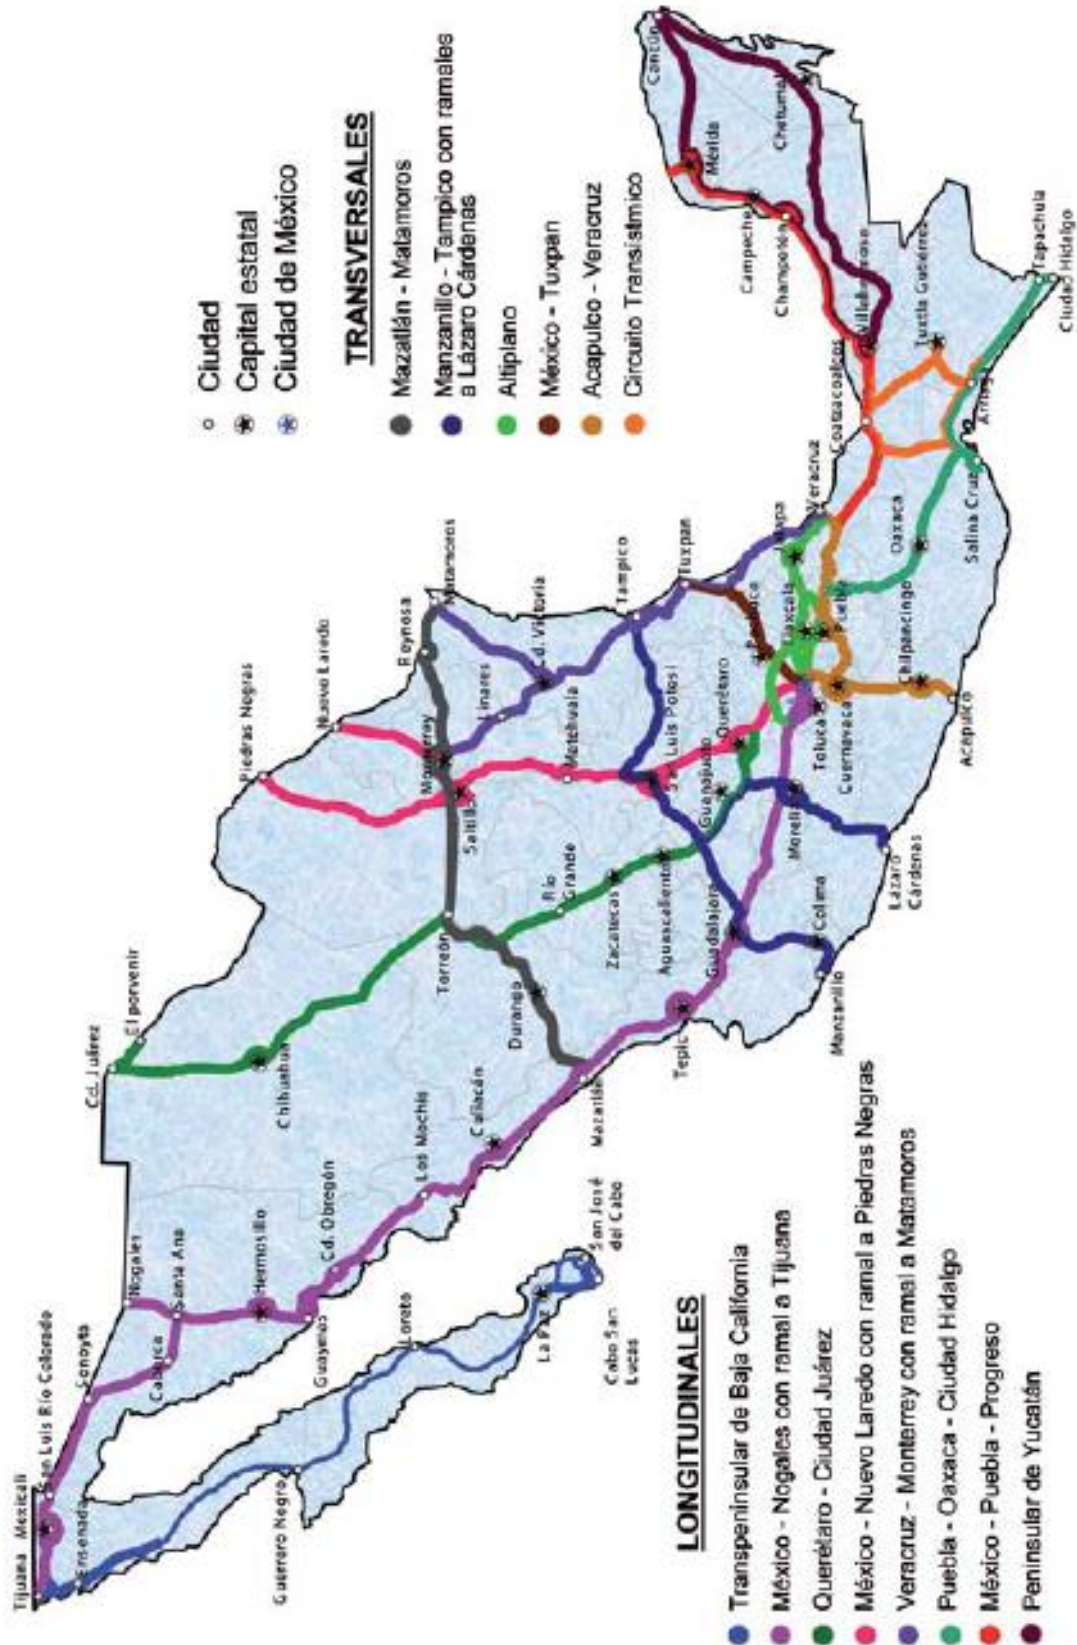 Tijuana
Mexicali
San Luis Río Colorado
Ensenada
Sonoyta
Caborca
Nogales
Santa Ana
Hermosillo
Guaymas
Cd. Obregón
Los Mochis
Culiacán
Mazatlán
Guerrero Negro
Loreto
La Paz
San José
del Cabo
Cabo San
Lucas
Cd. Juárez
El porvenir
Chihuahua
Torreón
Durango
Río
Grande
Zacatecas
Aguascalientes
Tepic
Guadalajara
Manzanillo
Colima
Piedras Negras
Nuevo Laredo
Reynosa
Matamoros
Monterrey
Saltillo
Linares
Cd. Victoria
Matehuala
San Luis Potosí
Tampico
Tuxpan
Guanajuato
Querétaro
Pachuca
Tlaxcala
Jalapa
Veracruz
Puebla
Morelia
Toluca
Cuernavaca
Chilpancingo
Acapulco
Lázaro
Cárdenas
Oaxaca
Salina Cruz
Coatzacoalcos
Villahermosa
Tuxtla Gutiérrez
Arriaga
Tapachula
Ciudad Hidalgo
Champotón
Campeche
Mérida
Cancún
Chetumal
Ciudad
Capital estatal
Ciudad de México
TRANSVERSALES
Mazatlán - Matamoros
Manzanillo - Tampico con ramales
a Lázaro Cárdenas
Altiplano
México - Tuxpan
Acapulco - Veracruz
Circuito Transístmico
LONGITUDINALES
Transpeninsular de Baja California
México - Nogales con ramal a Tijuana
Querétaro - Ciudad Juárez
México - Nuevo Laredo con ramal a Piedras Negras
Veracruz - Monterrey con ramal a Matamoros
Puebla - Oaxaca - Ciudad Hidalgo
México - Puebla - Progreso
Peninsular de Yucatán